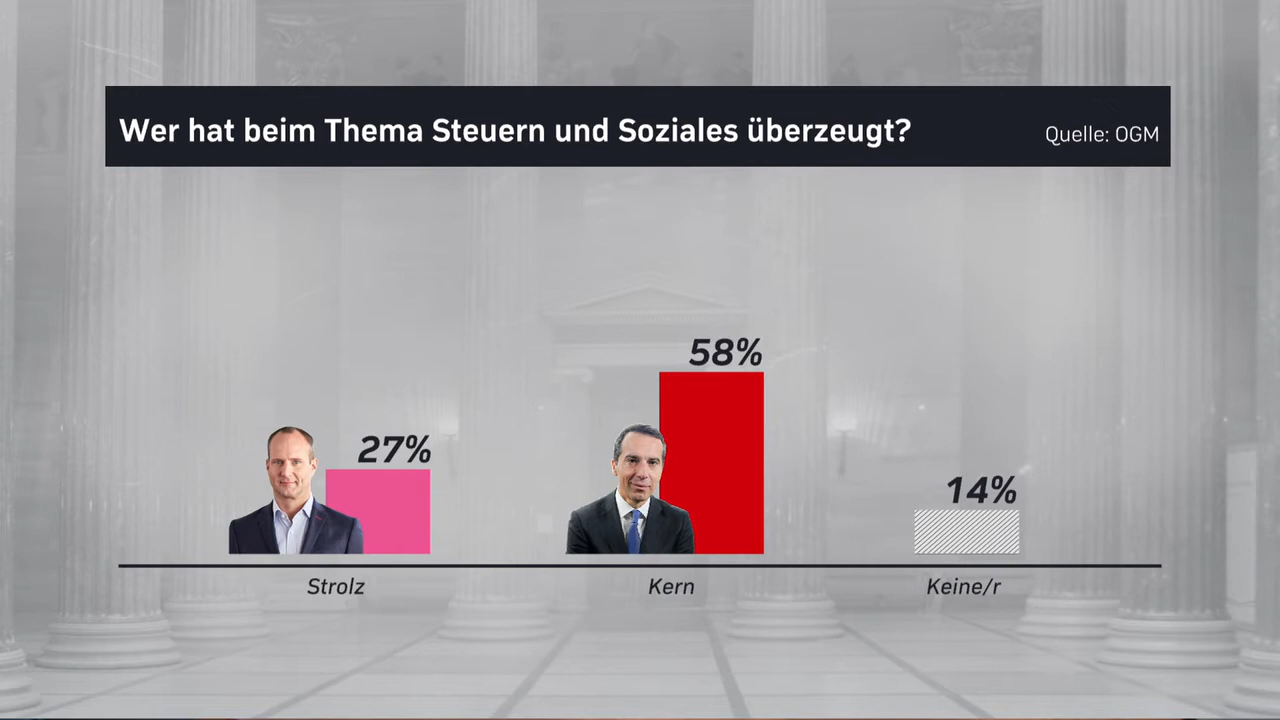 Wer hat beim Thema Steuern und Soziales überzeugt?
Quelle: OGM
27%
58%
14%
Strolz
Kern
Keine/r